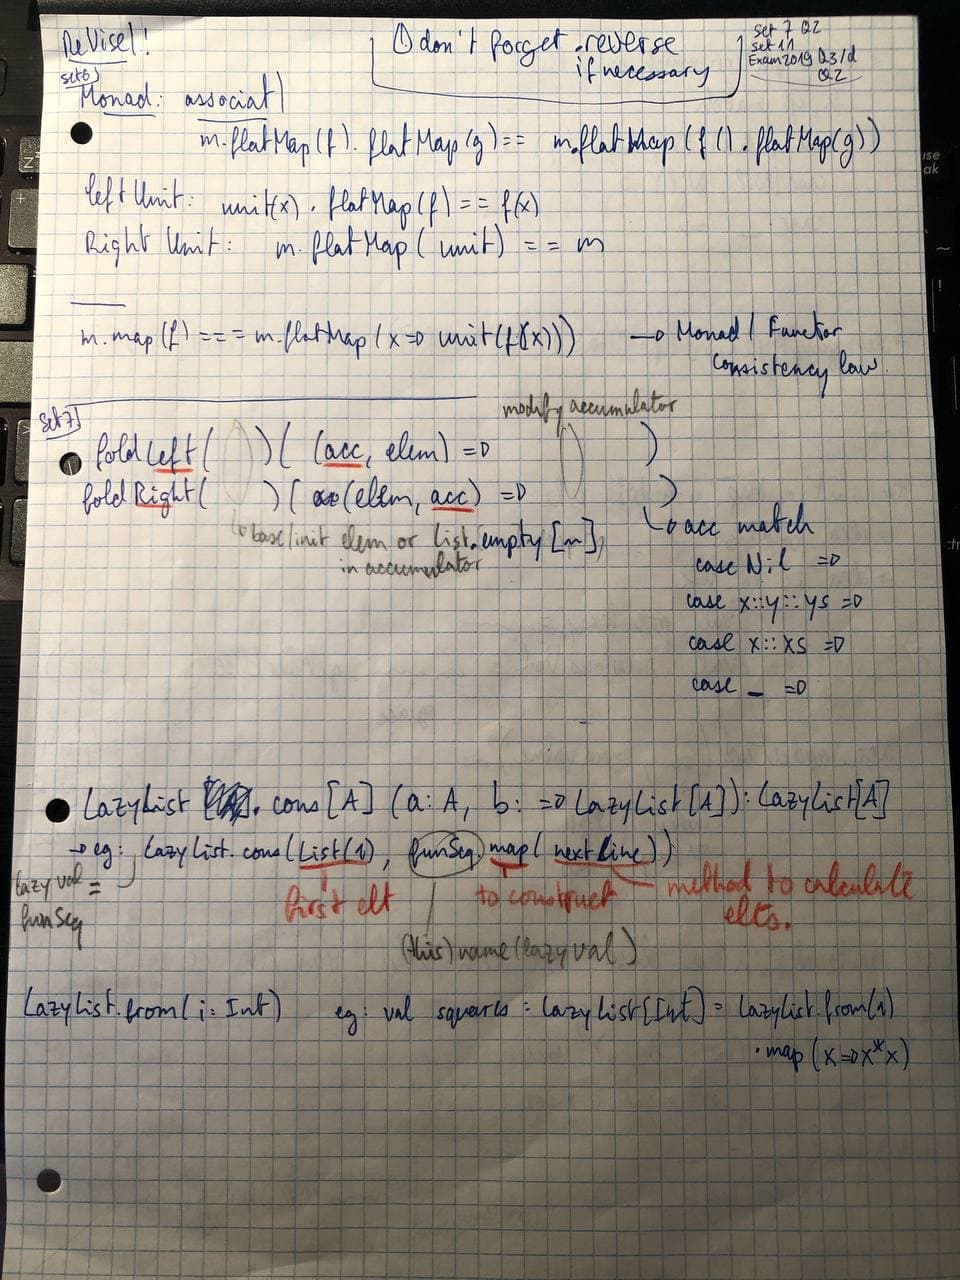 ReVise!!
① don't forget .reverse
if necessary
Set 7 Q2
set 11
Exam2019 Q3/d
Q2
set 6)
Monad: associat
m.flatMap(f).flatMap(g) == m.flatMap(f().flatMap(g))
left Unit: unit(x).flatMap(f) == f(x)
Right Unit: m.flatMap(unit) == m
m.map(f) === m.flatMap(x => unit(f(x))) → Monad / Functor
consistency law.
Set 7)
modify accumulator
foldLeft( )( (acc, elem) => )
foldRight( )( (elem, acc) => )
↳ base/init elem or List.empty[n],
in accumulator
↳ acc match
case Nil =>
case x::y::ys =>
case x::xs =>
case _ =>
LazyList . cons[A] (a: A, b: => LazyList[A]): LazyList[A]
→ eg: LazyList.cons(List(1), funSeq.map(nextLine))
lazy val =
funSeq
first elt
to construct
method to calculate
elts.
(this) name (lazy val)
LazyList.from(i: Int) eg: val squares: LazyList[Int] = LazyList.from(1)
.map(x => x*x)